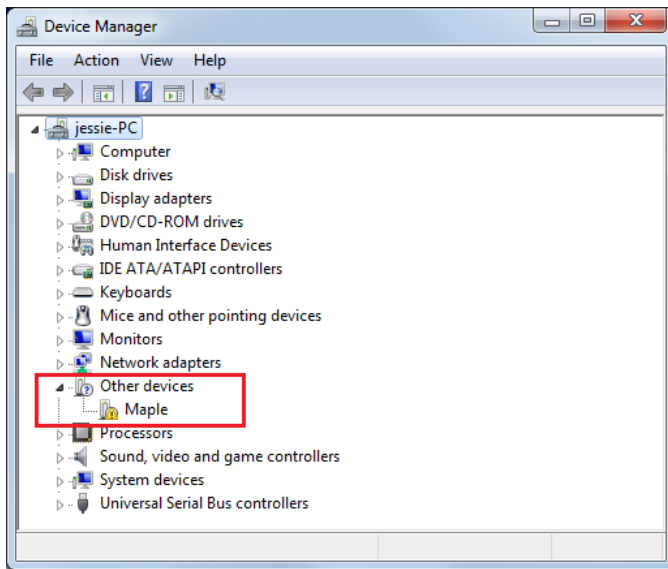 Device Manager
File Action View Help
jessie-PC
Computer
Disk drives
Display adapters
DVD/CD-ROM drives
Human Interface Devices
IDE ATA/ATAPI controllers
Keyboards
Mice and other pointing devices
Monitors
Network adapters
Other devices
Maple
Processors
Sound, video and game controllers
System devices
Universal Serial Bus controllers